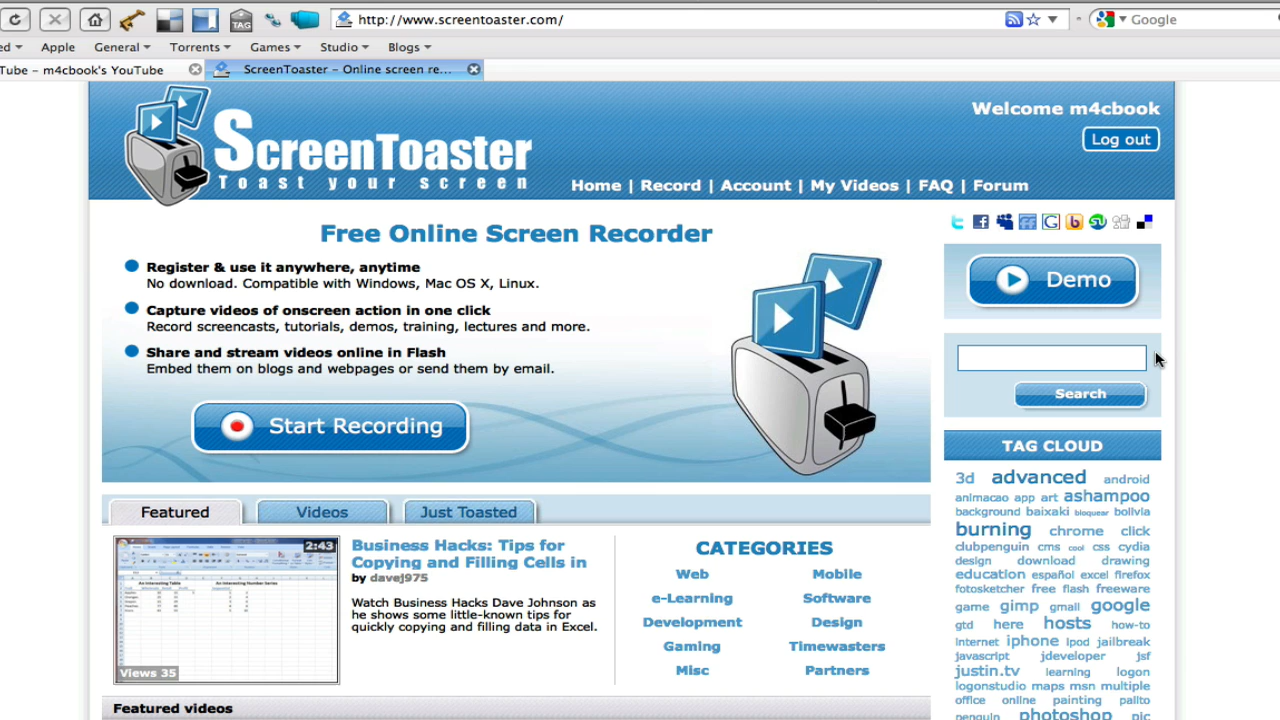 TAG
http://www.screentoaster.com/
Google
ed Apple General Torrents Games Studio Blogs
Tube – m4cbook's YouTube
ScreenToaster – Online screen re...
ScreenToaster
Toast your screen
Welcome m4cbook
Log out
Home | Record | Account | My Videos | FAQ | Forum
Free Online Screen Recorder
Register & use it anywhere, anytime
No download. Compatible with Windows, Mac OS X, Linux.
Capture videos of onscreen action in one click
Record screencasts, tutorials, demos, training, lectures and more.
Share and stream videos online in Flash
Embed them on blogs and webpages or send them by email.
Start Recording
Demo
Search
Featured
Videos
Just Toasted
2:43
Views 35
Business Hacks: Tips for
Copying and Filling Cells in
by davej975
Watch Business Hacks Dave Johnson as
he shows some little-known tips for
quickly copying and filling data in Excel.
CATEGORIES
Web Mobile
e-Learning Software
Development Design
Gaming Timewasters
Misc Partners
Featured videos
TAG CLOUD
3d advanced android
animacao app art ashampoo
background baixaki bloquear bolivia
burning chrome click
clubpenguin cms cool css cydia
design download drawing
education español excel firefox
fotosketcher free flash freeware
game gimp gmail google
gtd here hosts how-to
internet iphone ipod jailbreak
javascript jdeveloper jsf
justin.tv learning logon
logonstudio maps msn multiple
office online painting palito
penguin photoshop pic